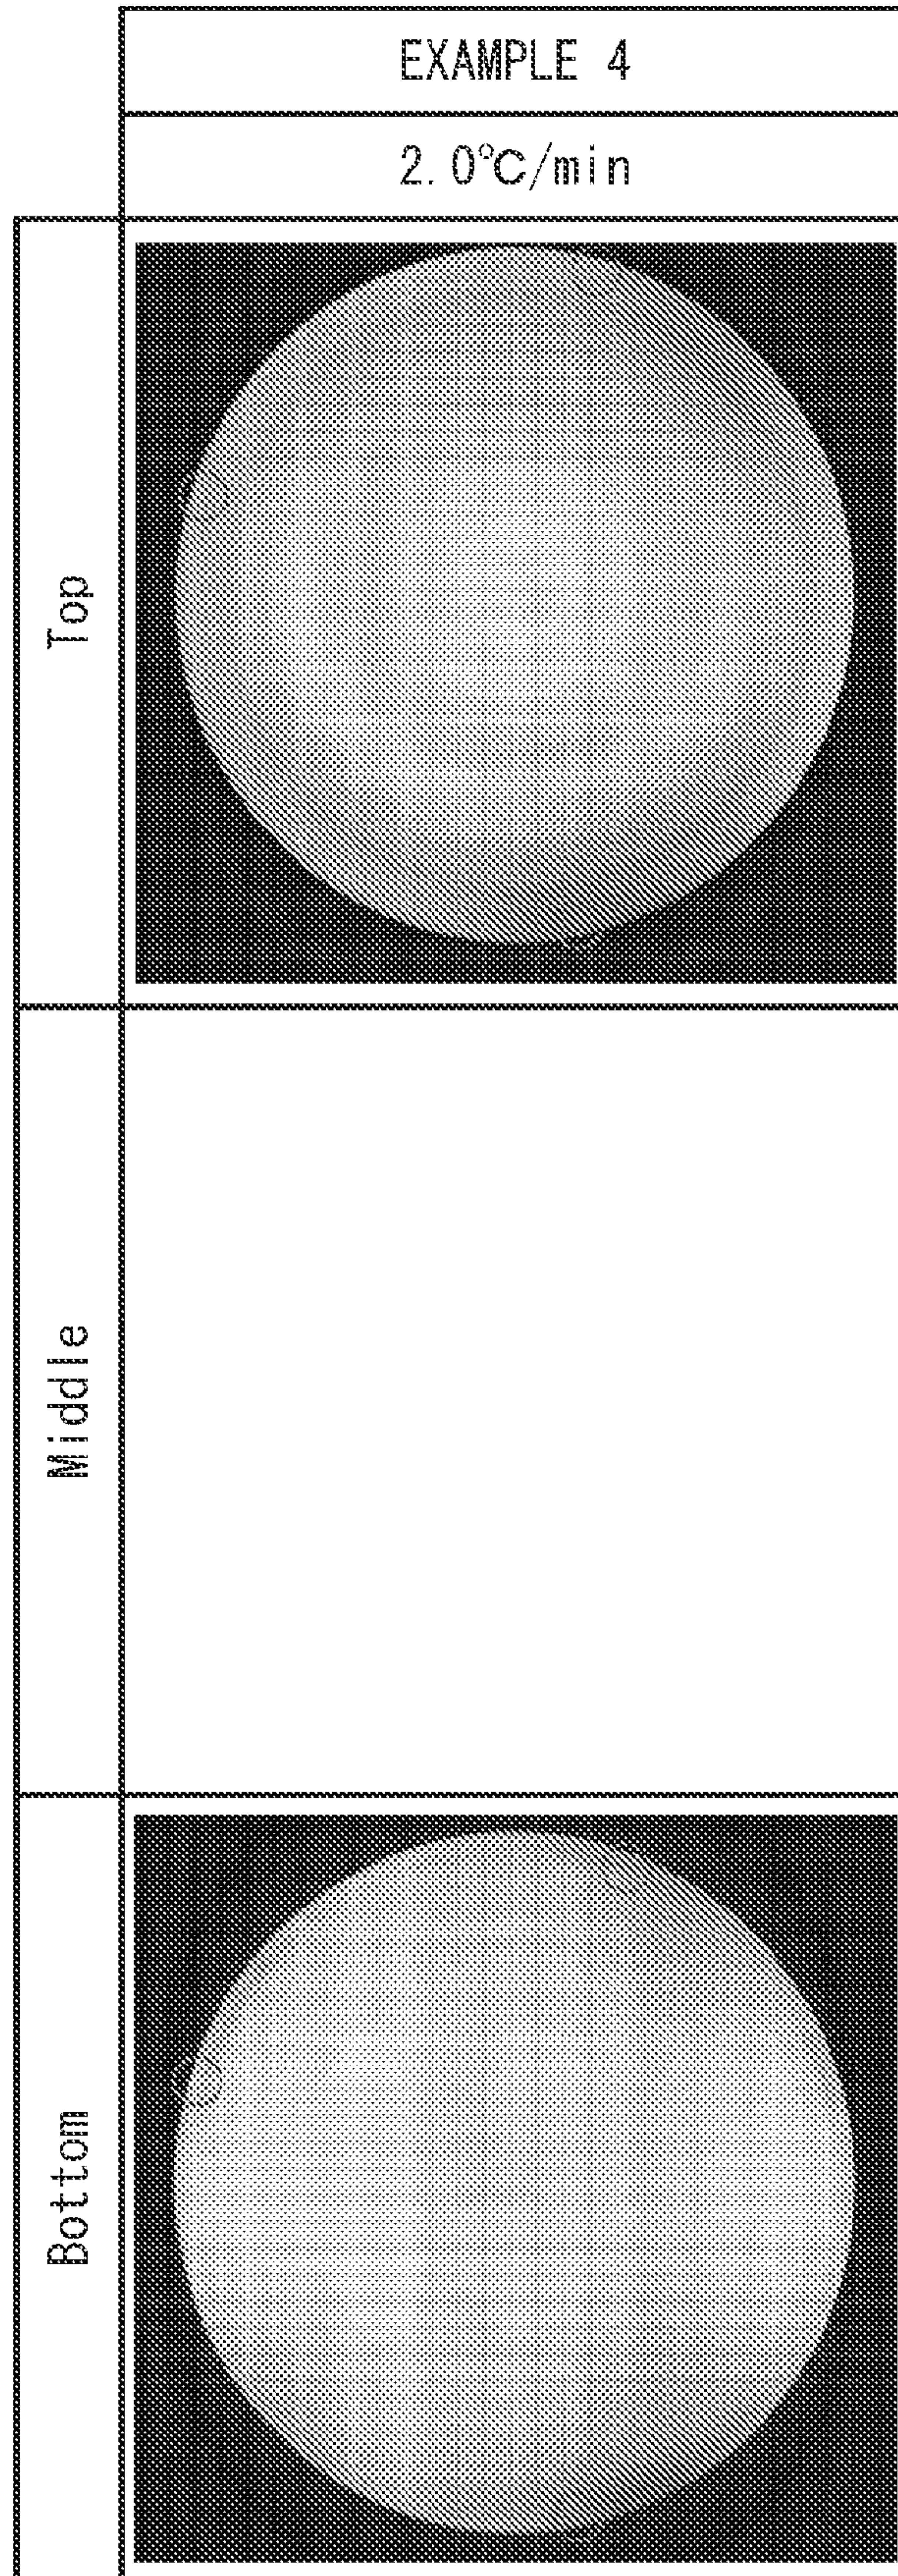 EXAMPLE 4
2.0℃/min
Top
Middle
Bottom